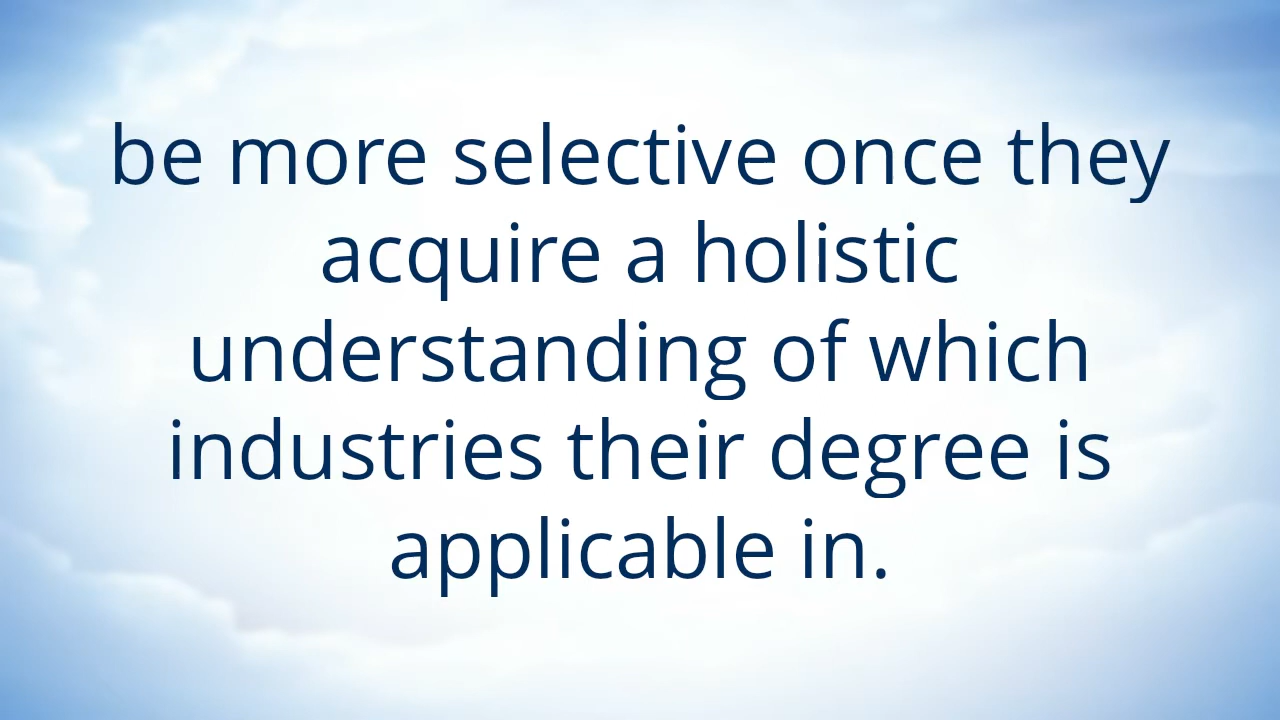 be more selective once they
acquire a holistic
understanding of which
industries their degree is
applicable in.